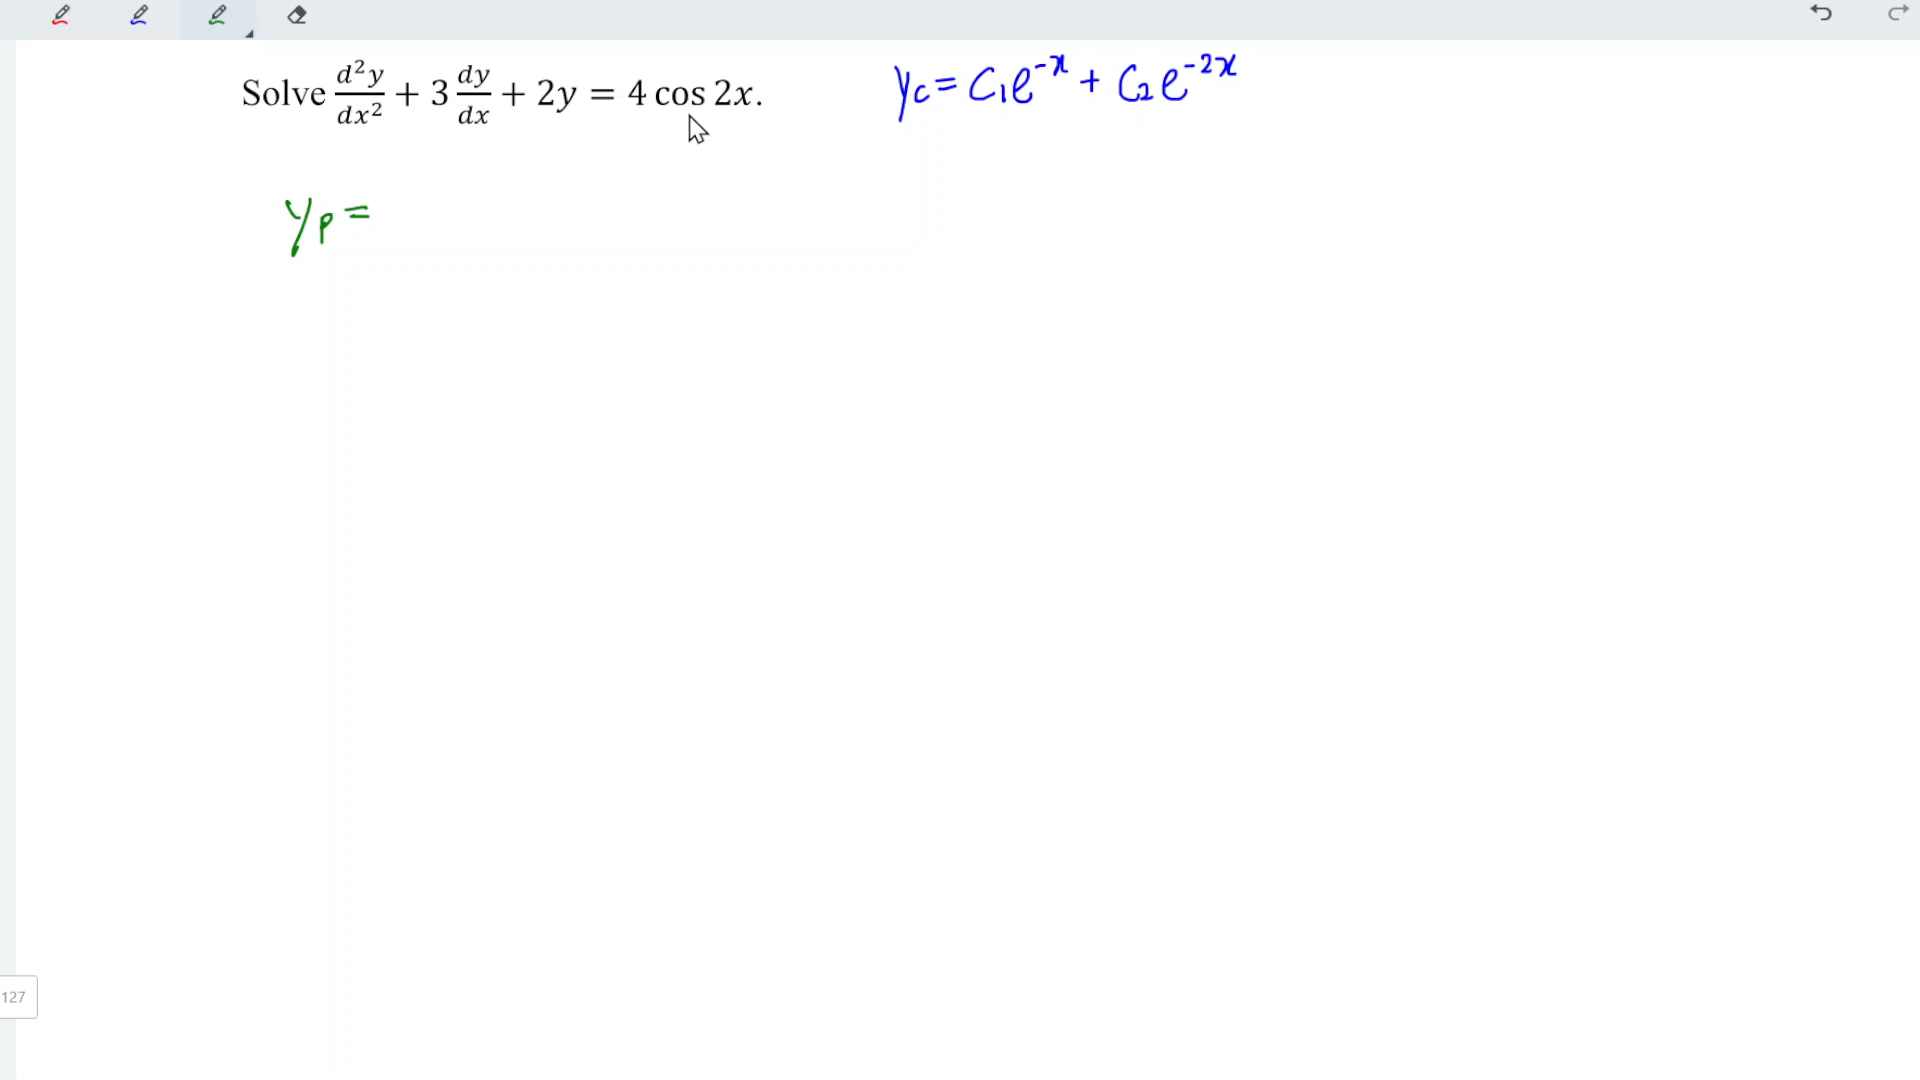 Solve d²y/dx² + 3 dy/dx + 2y = 4 cos 2x.
yc = C₁e⁻ˣ + C₂e⁻²ˣ
yp =
127